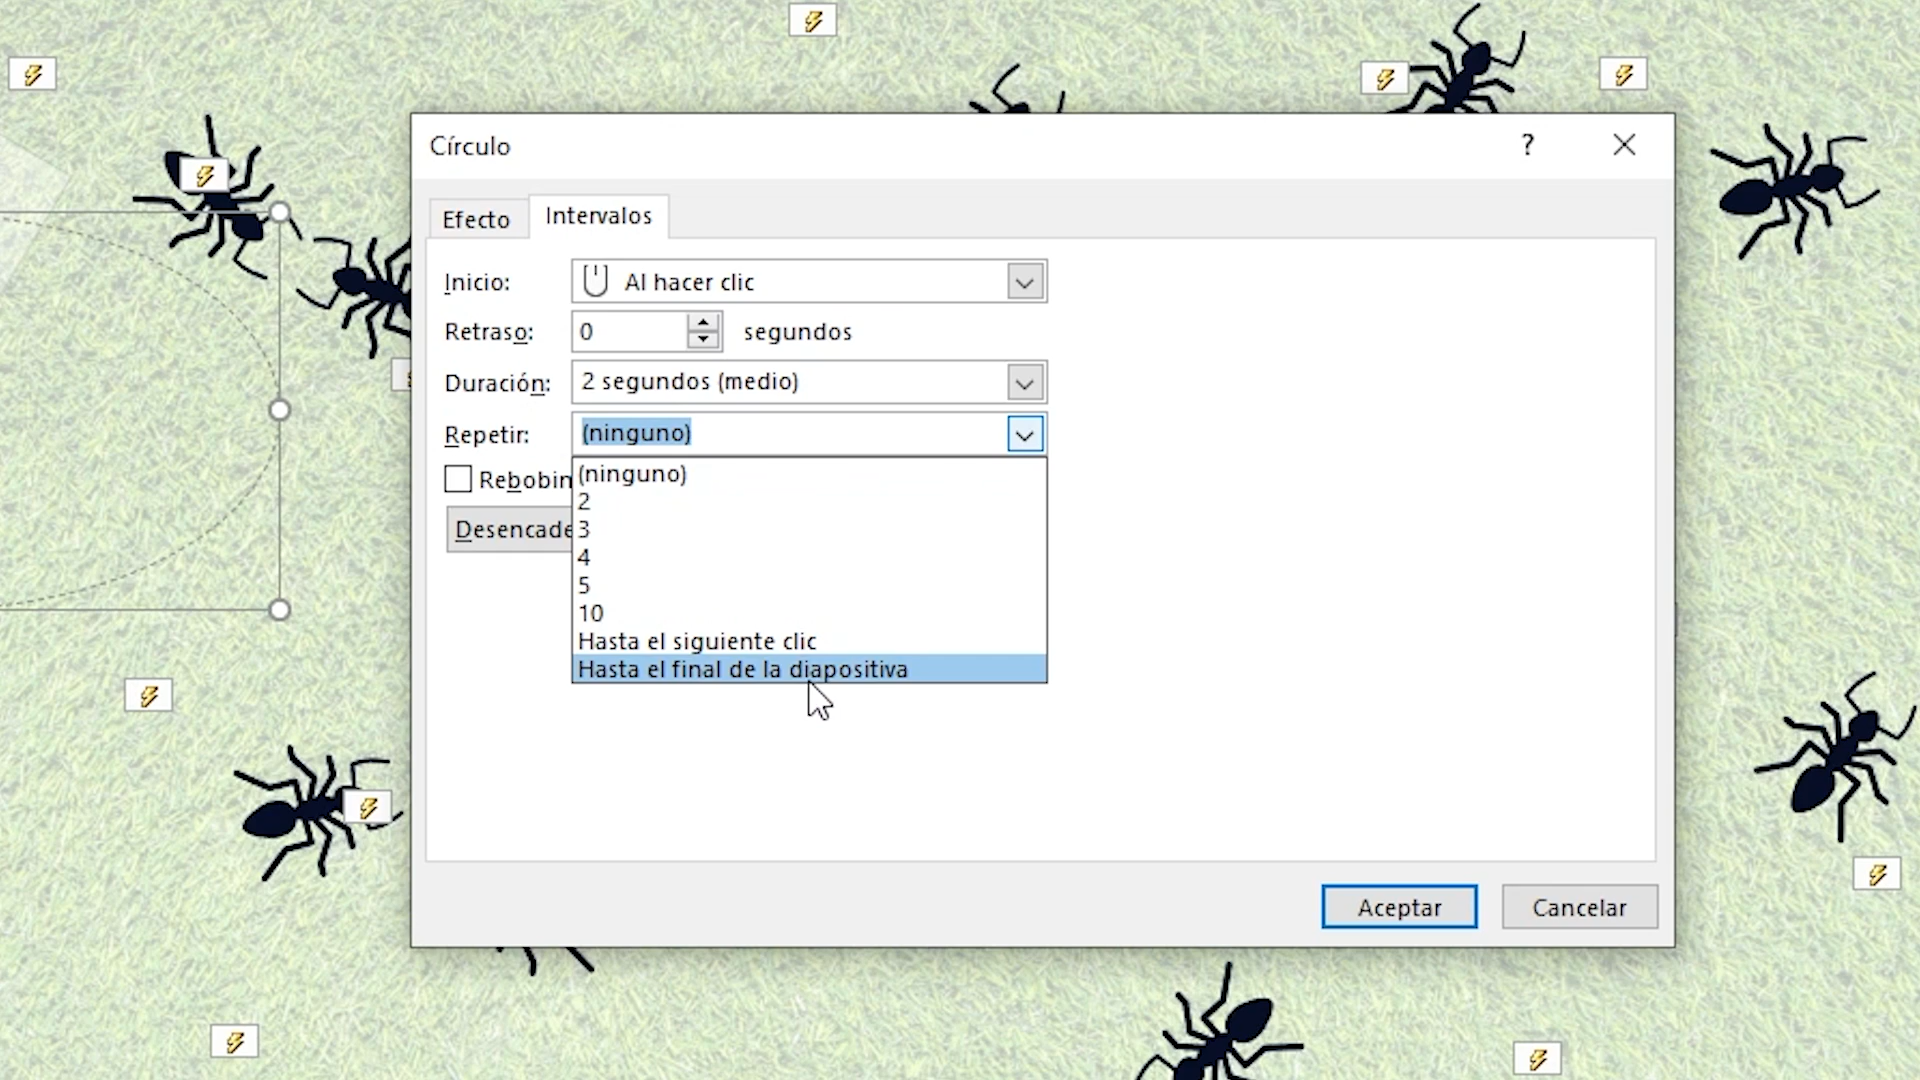 Círculo
?
Efecto
Intervalos
Inicio:
Al hacer clic
Retraso:
0
segundos
Duración:
2 segundos (medio)
Repetir:
(ninguno)
(ninguno)
Rebobin
2
Desencade
3
4
5
10
Hasta el siguiente clic
Hasta el final de la diapositiva
Aceptar
Cancelar